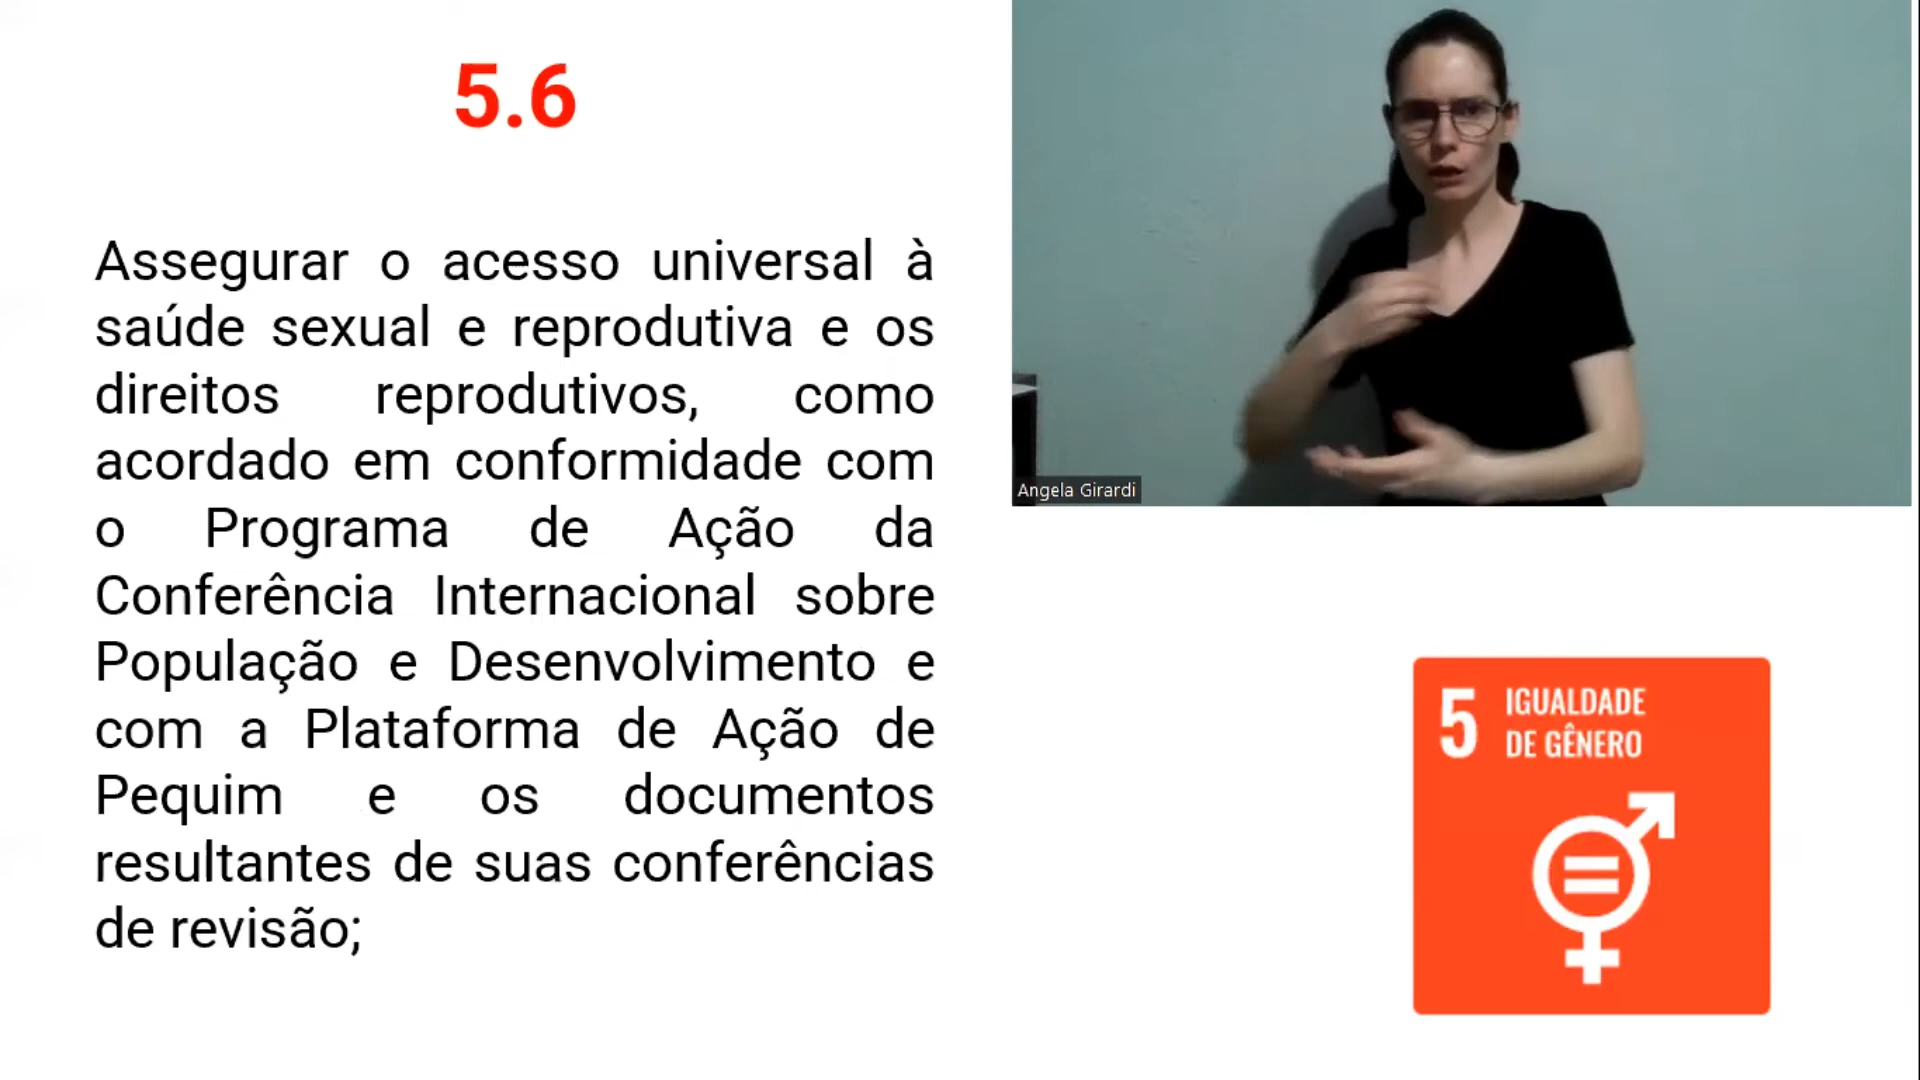 5.6
Assegurar o acesso universal à
saúde sexual e reprodutiva e os
direitos reprodutivos, como
acordado em conformidade com
o Programa de Ação da
Conferência Internacional sobre
População e Desenvolvimento e
com a Plataforma de Ação de
Pequim e os documentos
resultantes de suas conferências
de revisão;
Angela Girardi
5 IGUALDADE
DE GÊNERO